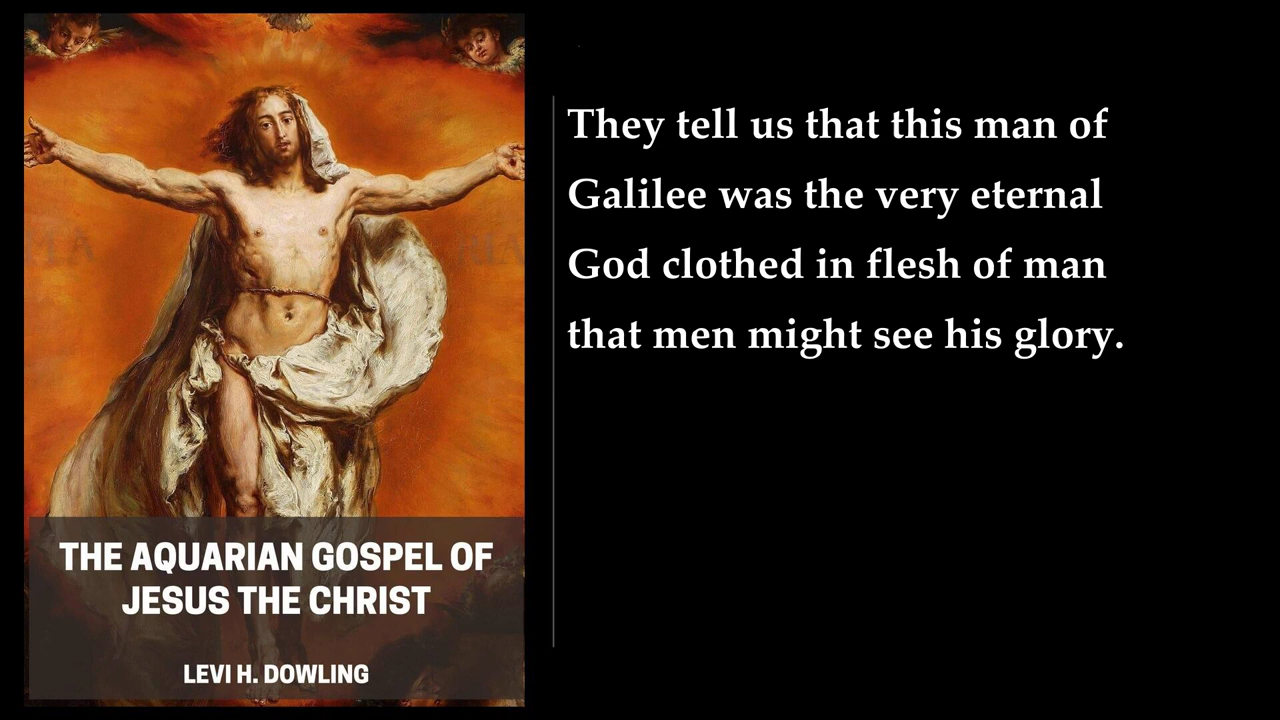 THE AQUARIAN GOSPEL OF
JESUS THE CHRIST
LEVI H. DOWLING
They tell us that this man of
Galilee was the very eternal
God clothed in flesh of man
that men might see his glory.